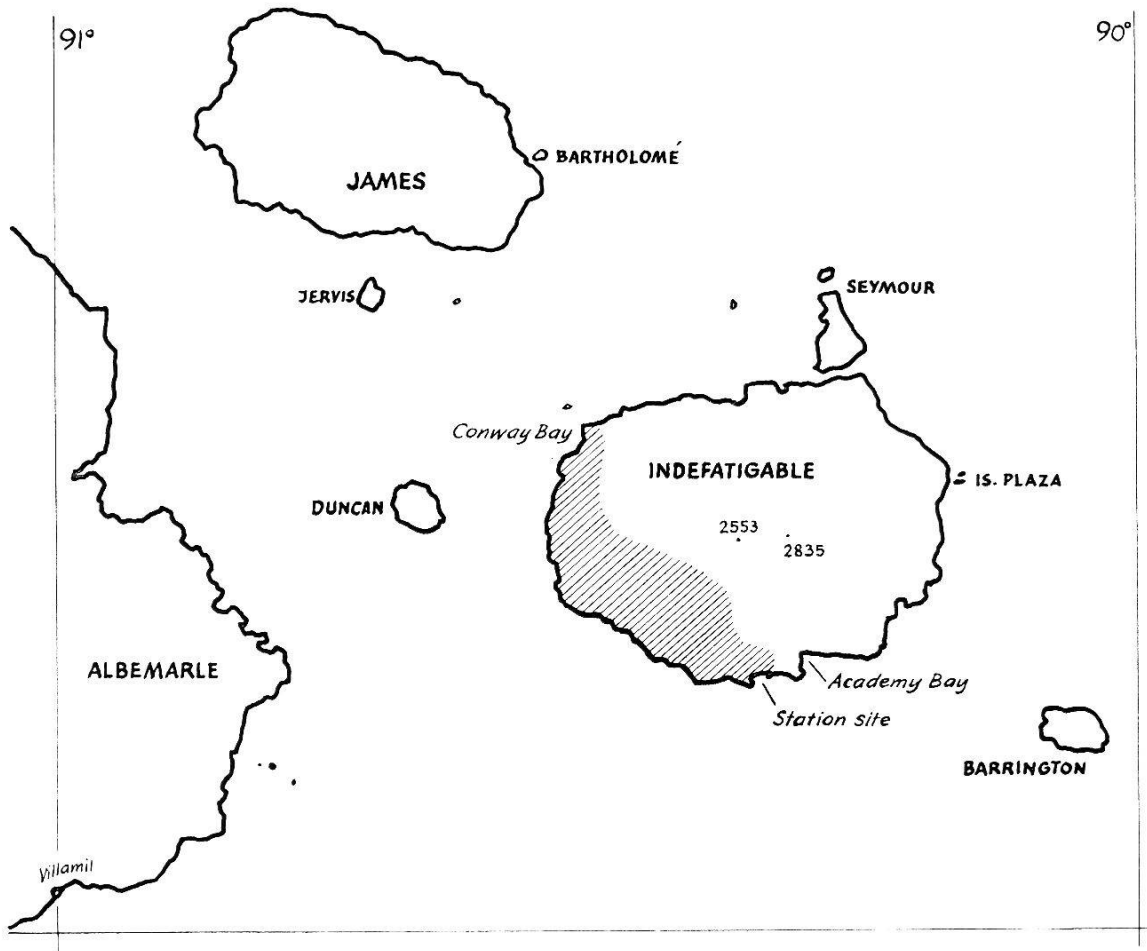 91°
90°
BARTHOLOMÉ
JAMES
JERVIS
SEYMOUR
Conway Bay
INDEFATIGABLE
IS. PLAZA
DUNCAN
2553
2835
ALBEMARLE
Academy Bay
Station site
BARRINGTON
Villamil